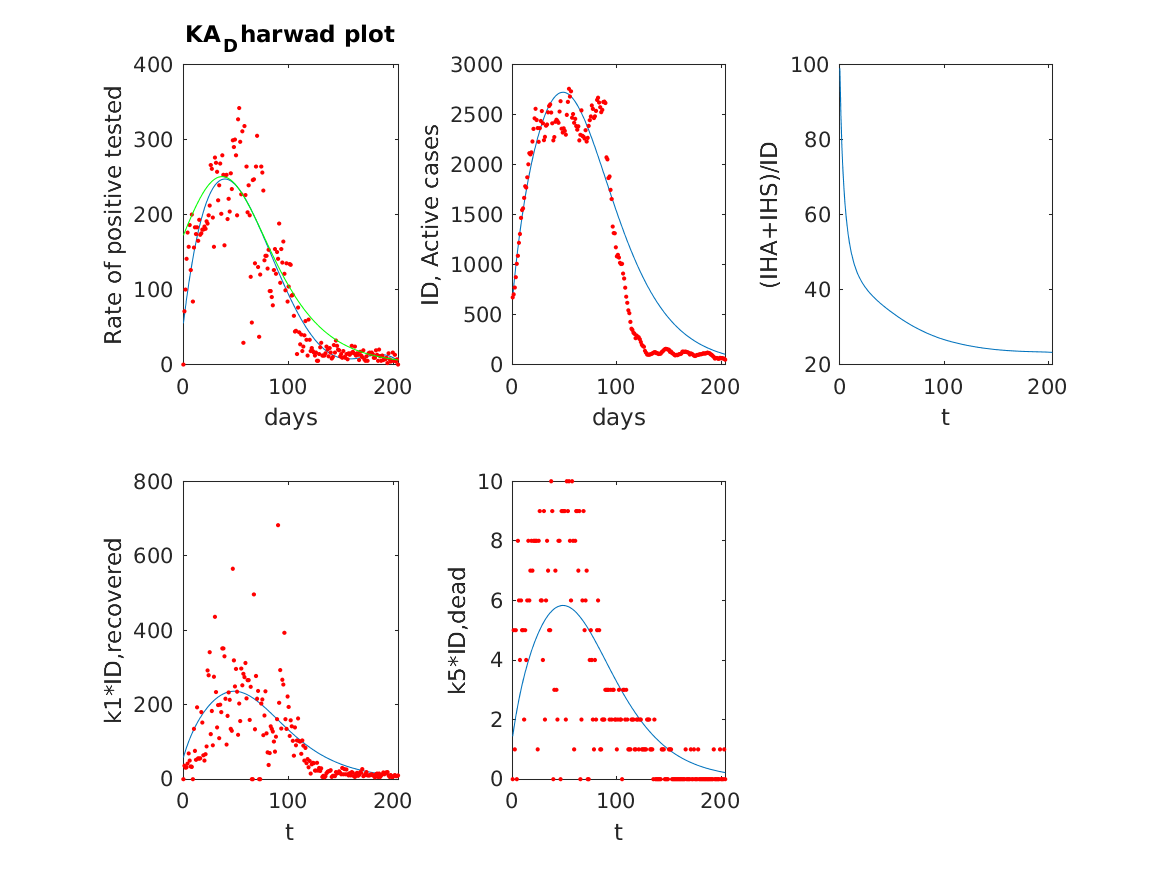 KA_Dharwad plot
400
300
200
100
0
Rate of positive tested
0 100 200
days
3000
2500
2000
1500
1000
500
0
ID, Active cases
0 100 200
days
100
80
60
40
20
(IHA+IHS)/ID
0 100 200
t
800
600
400
200
0
k1*ID,recovered
0 100 200
t
10
8
6
4
2
0
k5*ID,dead
0 100 200
t